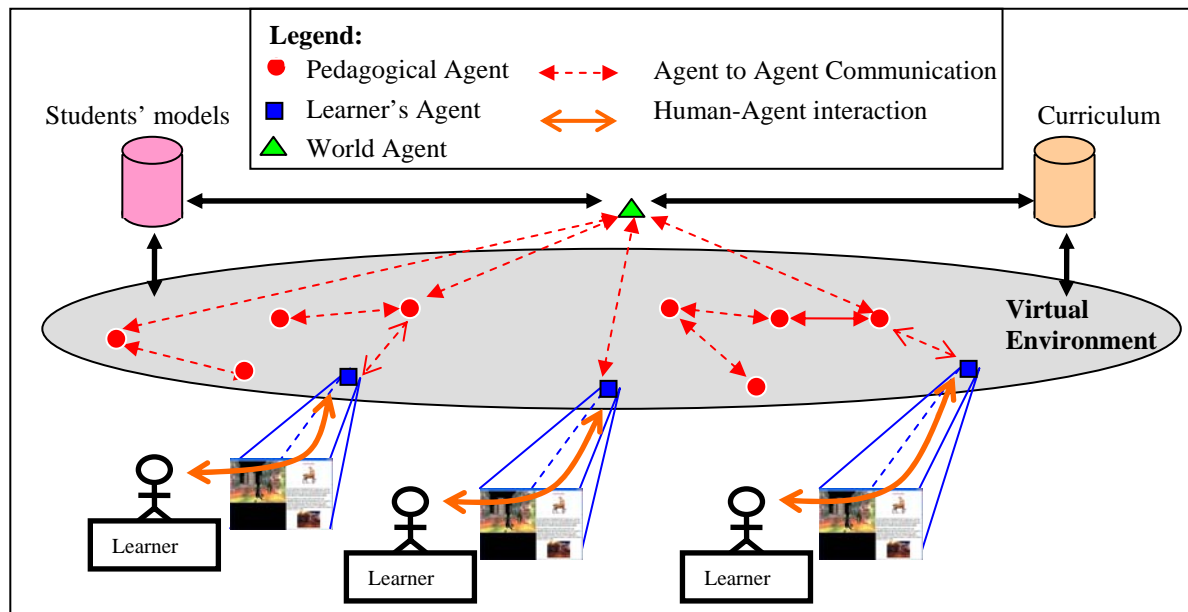 Legend:
Pedagogical Agent
Agent to Agent Communication
Learner's Agent
Human-Agent interaction
World Agent
Students' models
Curriculum
Virtual
Environment
Learner
Learner
Learner